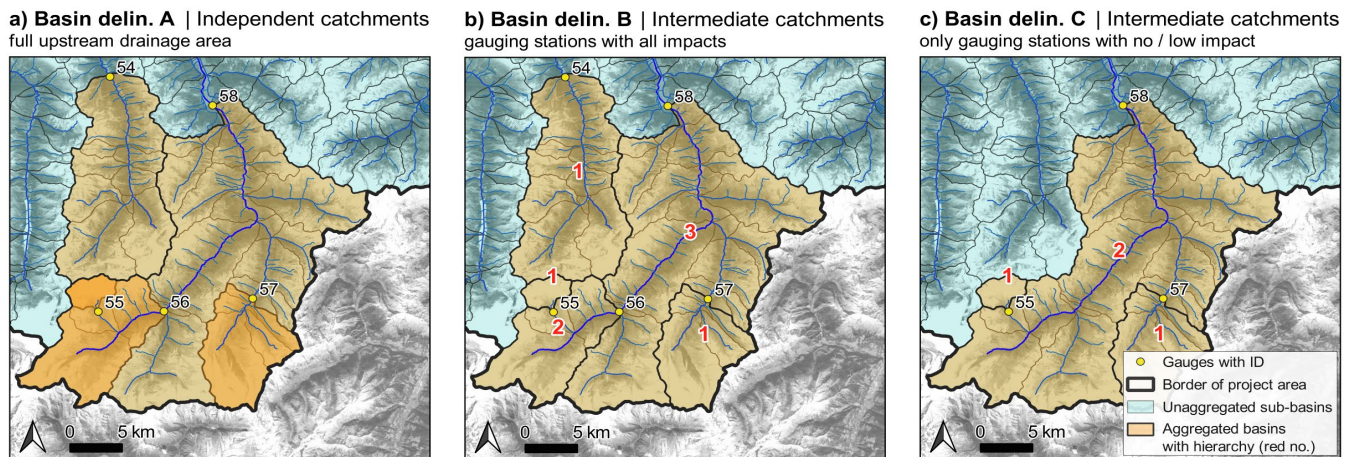 a) Basin delin. A | Independent catchments
full upstream drainage area
54
58
55
56
57
0 5 km
b) Basin delin. B | Intermediate catchments
gauging stations with all impacts
54
58
1
3
1
55
56
57
2
1
0 5 km
c) Basin delin. C | Intermediate catchments
only gauging stations with no / low impact
58
2
1
55
57
1
0 5 km
Gauges with ID
Border of project area
Unaggregated sub-basins
Aggregated basins
with hierarchy (red no.)